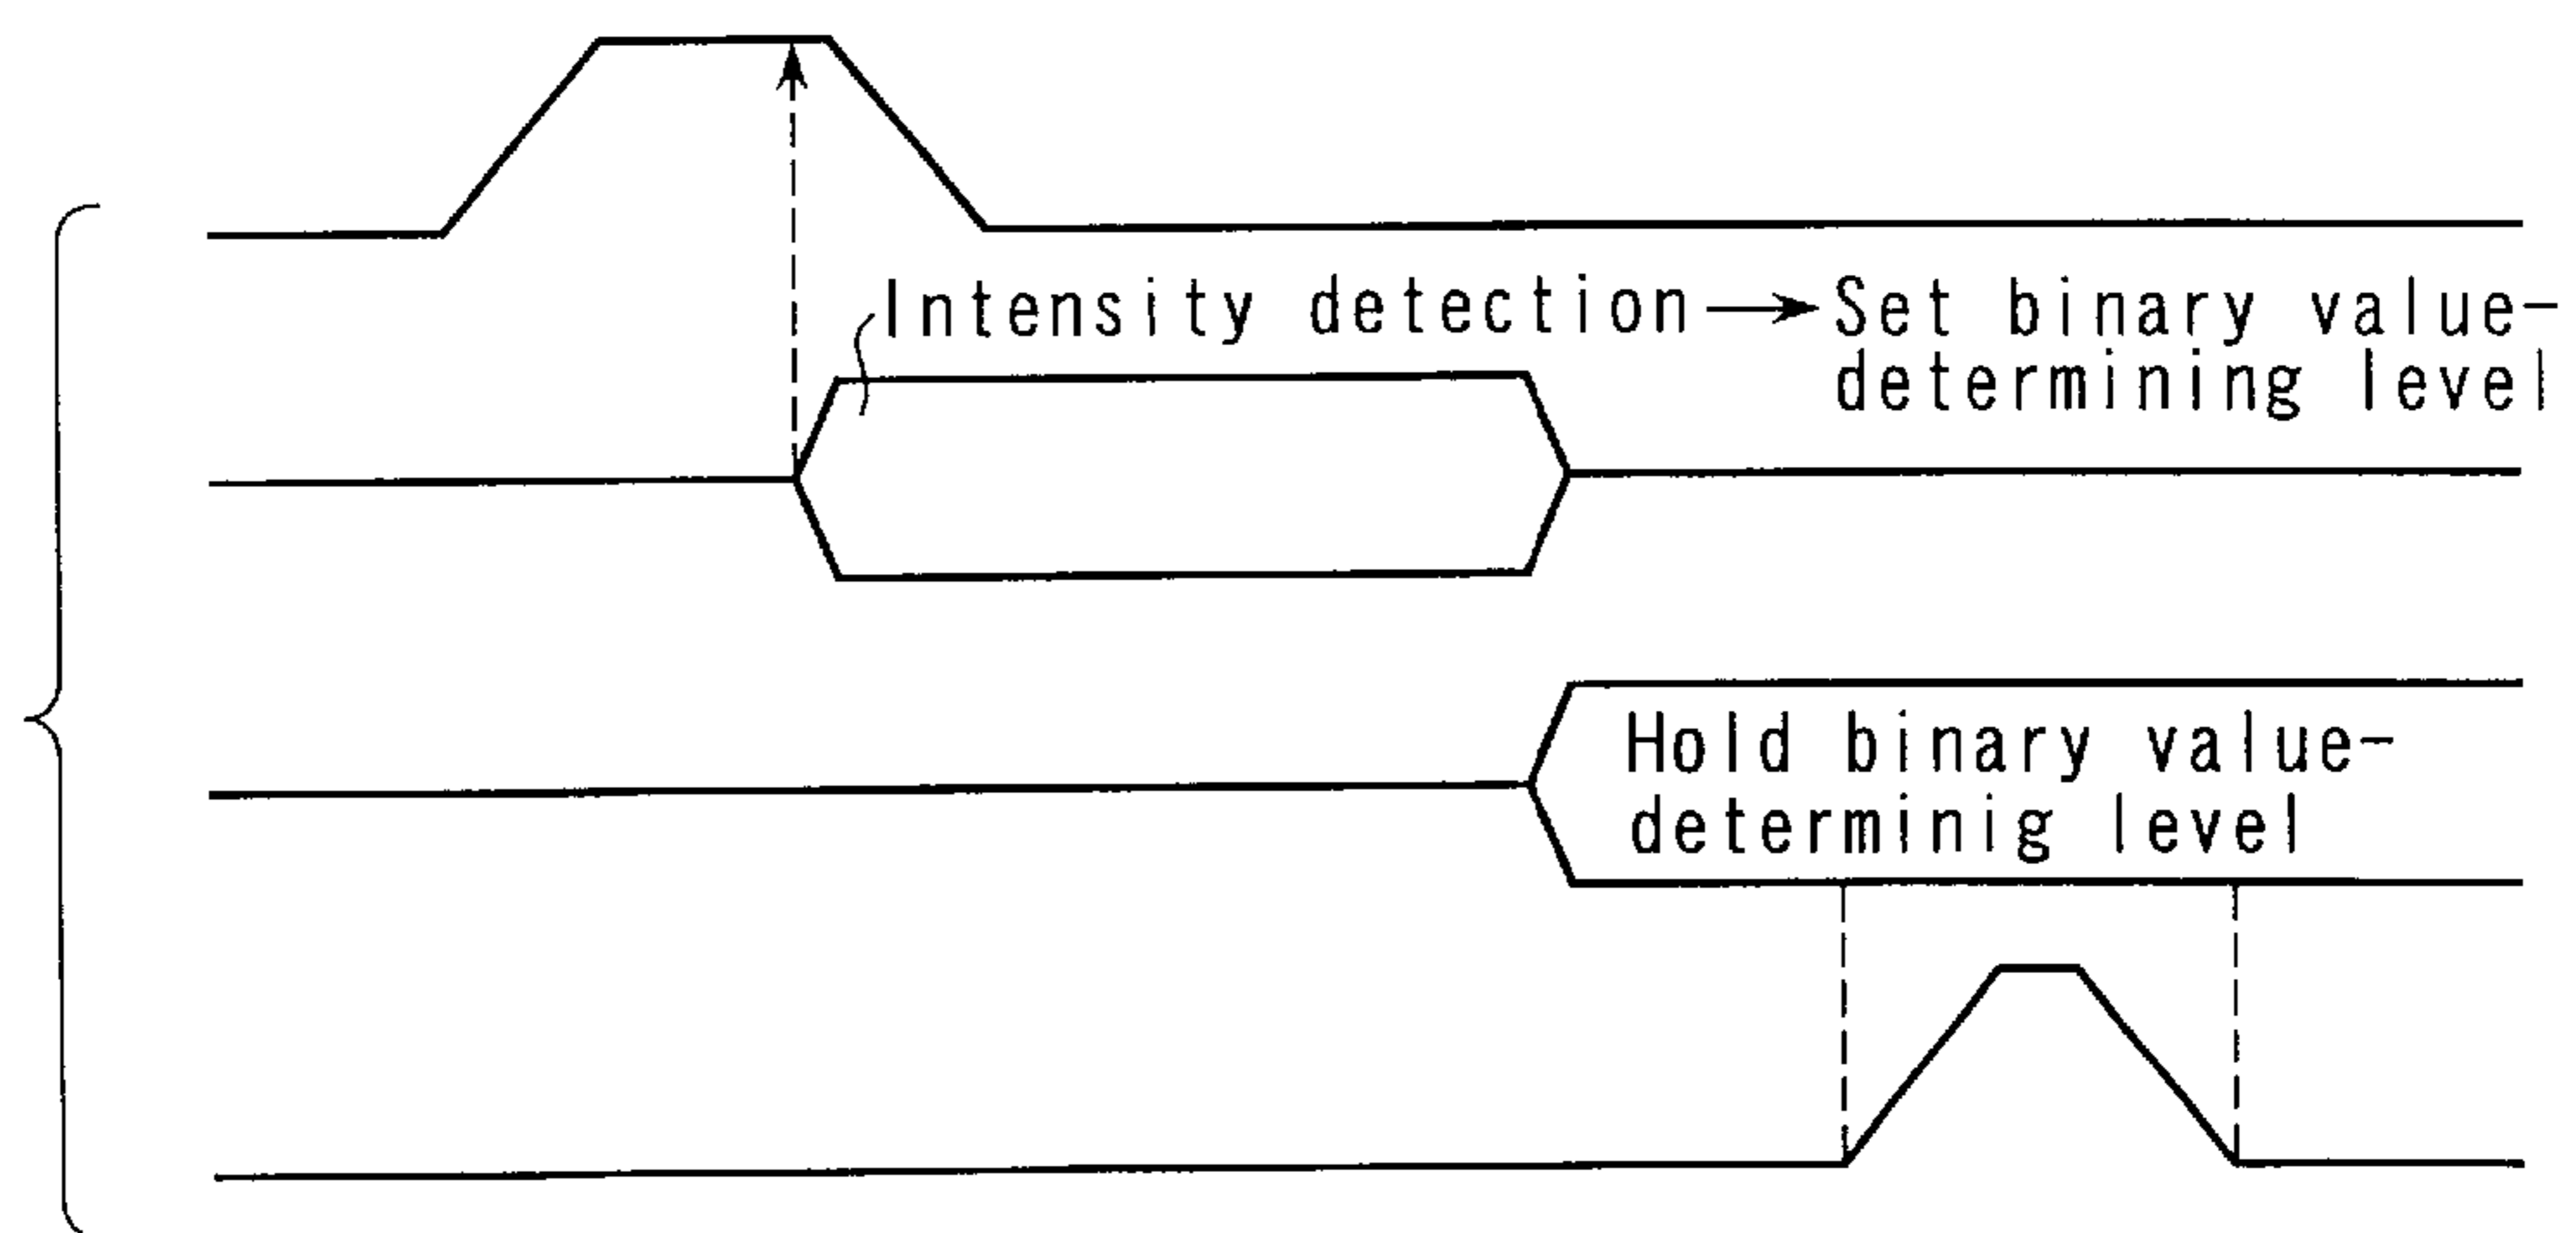 Intensity detection → Set binary value-
determining level
Hold binary value-
determinig level